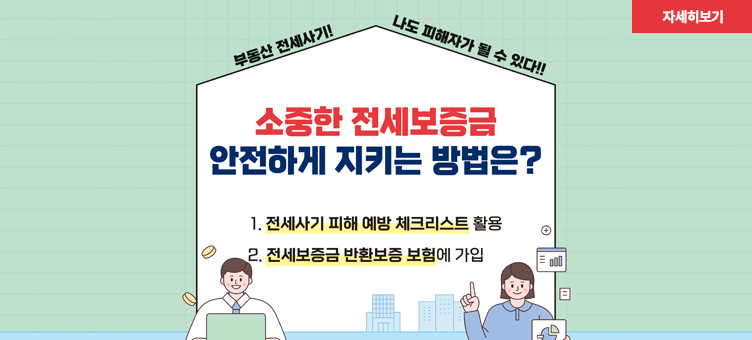 자세히보기
부동산 전세사기!
나도 피해자가 될 수 있다!!
소중한 전세보증금
안전하게 지키는 방법은?
1. 전세사기 피해 예방 체크리스트 활용
2. 전세보증금 반환보증 보험에 가입